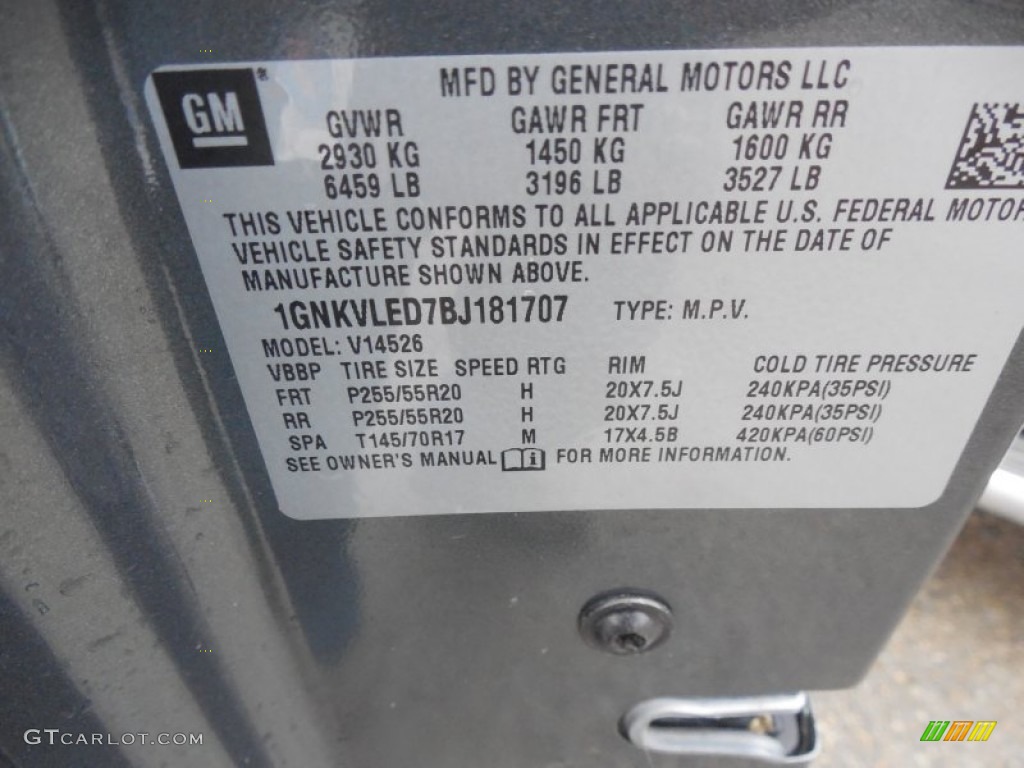 GM®
MFD BY GENERAL MOTORS LLC
GVWR GAWR FRT GAWR RR
2930 KG 1450 KG 1600 KG
6459 LB 3196 LB 3527 LB
THIS VEHICLE CONFORMS TO ALL APPLICABLE U.S. FEDERAL MOTOR
VEHICLE SAFETY STANDARDS IN EFFECT ON THE DATE OF
MANUFACTURE SHOWN ABOVE.
1GNKVLED7BJ181707 TYPE: M.P.V.
MODEL: V14526
VBBP TIRE SIZE SPEED RTG RIM COLD TIRE PRESSURE
FRT P255/55R20 H 20X7.5J 240KPA(35PSI)
RR P255/55R20 H 20X7.5J 240KPA(35PSI)
SPA T145/70R17 M 17X4.5B 420KPA(60PSI)
SEE OWNER'S MANUAL FOR MORE INFORMATION.
GTCARLOT.COM